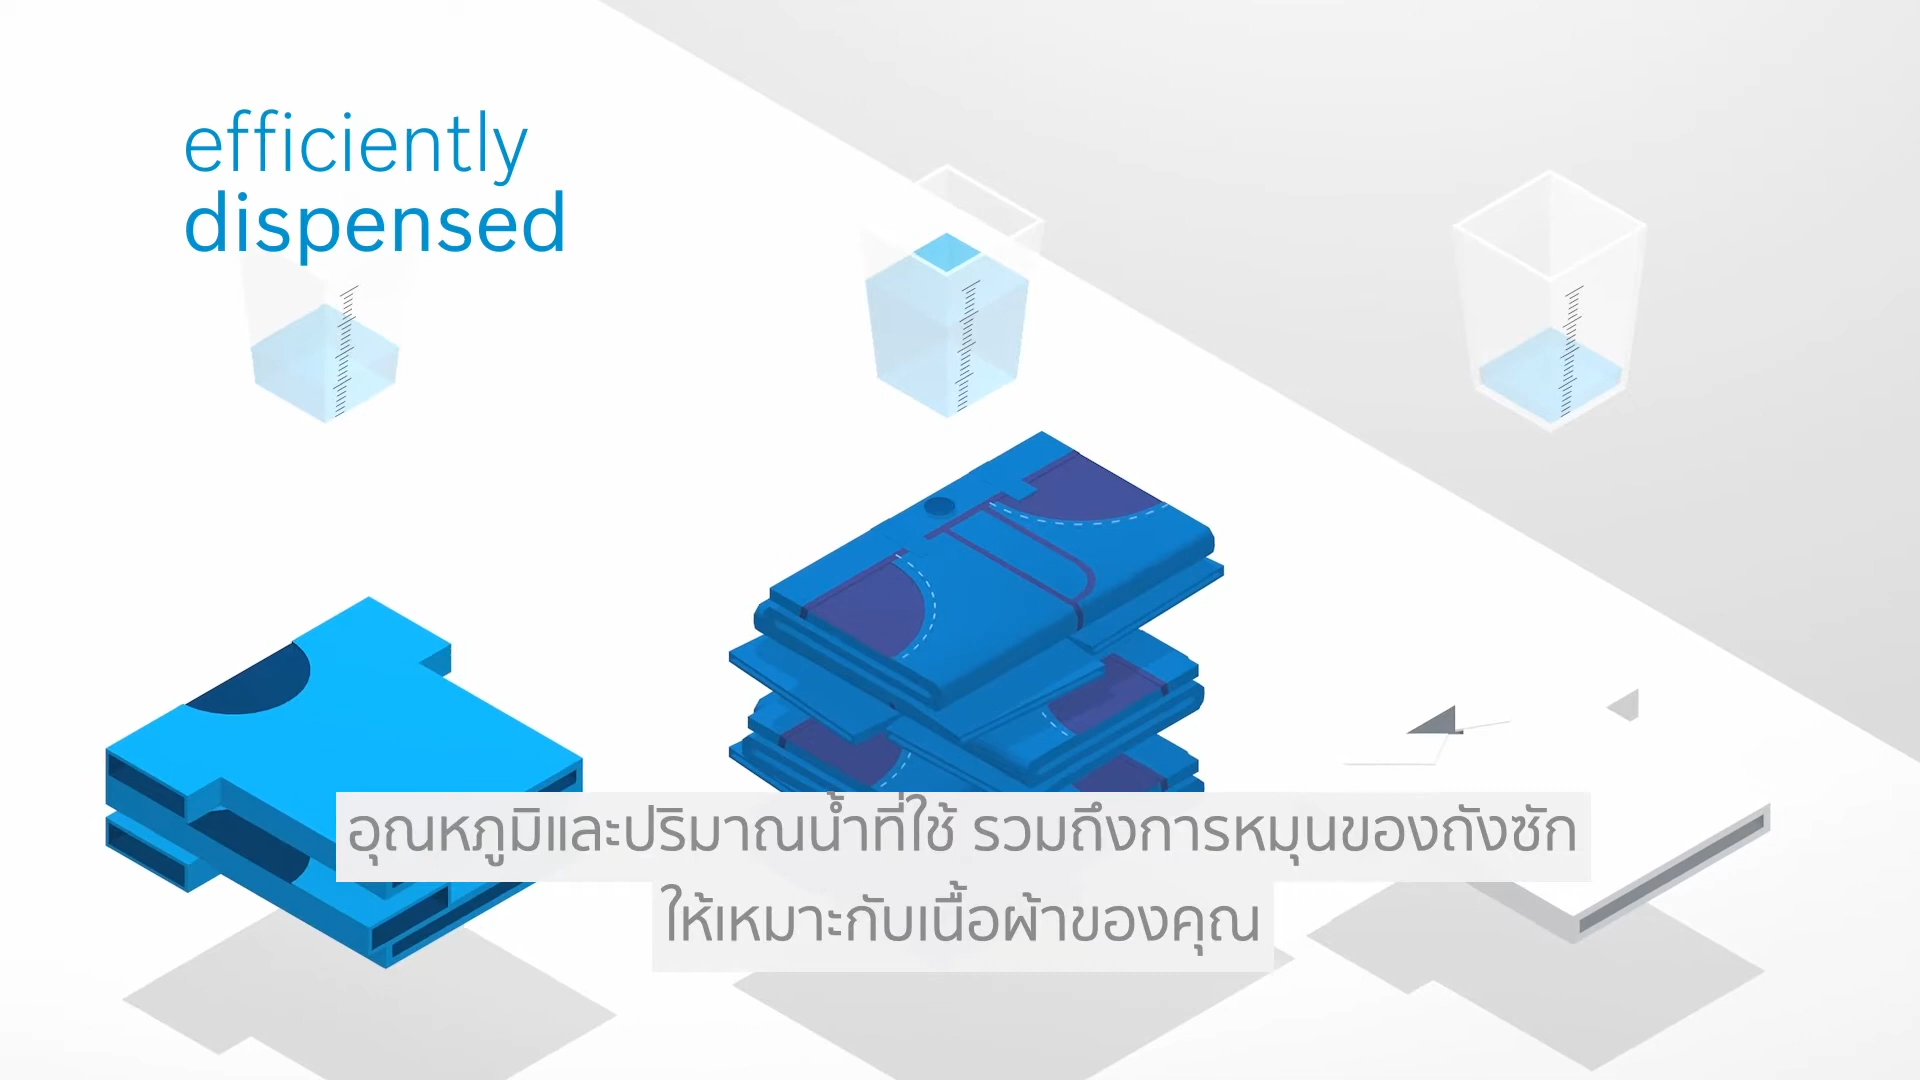 efficiently
dispensed
อุณหภูมิและปริมาณน้ำที่ใช้ รวมถึงการหมุนของถังซัก
ให้เหมาะกับเนื้อผ้าของคุณ